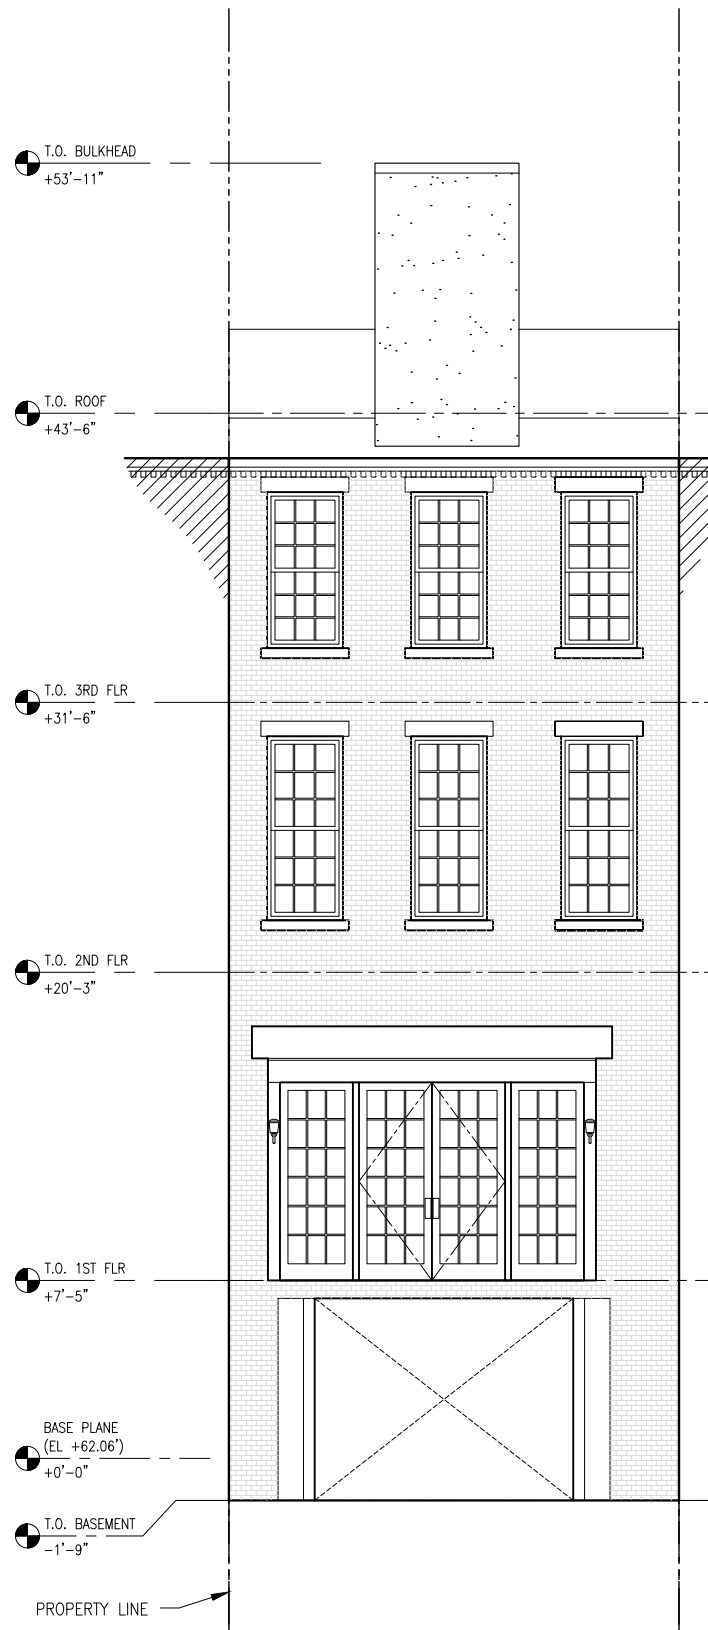 T.O. BULKHEAD
+53'-11"
T.O. ROOF
+43'-6"
T.O. 3RD FLR
+31'-6"
T.O. 2ND FLR
+20'-3"
T.O. 1ST FLR
+7'-5"
BASE PLANE
(EL +62.06')
+0'-0"
T.O. BASEMENT
-1'-9"
PROPERTY LINE